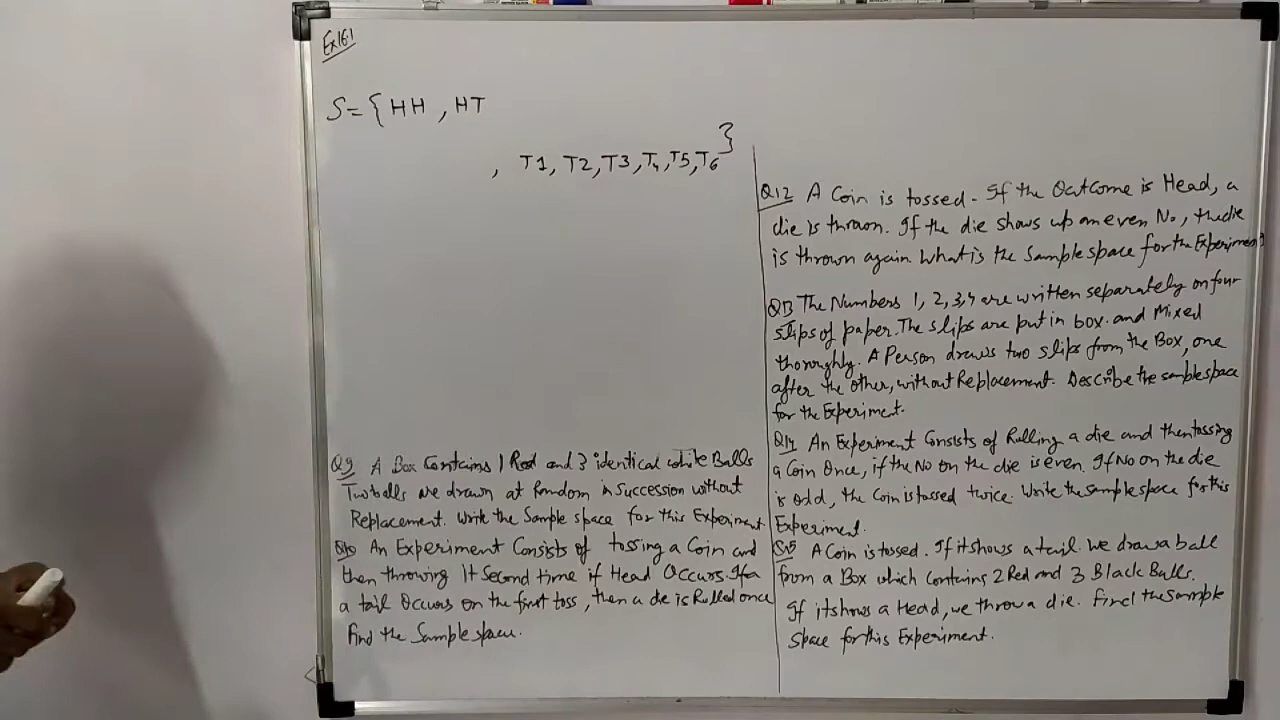 Ex16.1
S={HH, HT
, T1, T2, T3, T4, T5, T6}
Q9 A Box Contains 1 Red and 3 identical white Balls
Two balls are drawn at Random in Succession without
Replacement. Write the Sample space for this Experiment
Q10 An Experiment Consists of tossing a Coin and
then throwing it Second time if Head Occurs. If a
a tail Occurs on the first toss, then a die is Rolled once
Find the Sample space.
Q12 A Coin is tossed. If the Outcome is Head, a
die is thrown. If the die shows up an even No, the die
is thrown again What is the Sample space for the Experiment?
Q13 The Numbers 1, 2, 3, 4 are written separately on four
slips of paper. The slips are put in box. and Mixed
thoroughly. A Person draws two slips from the Box, one
after the other, without Replacement. Describe the sample space
for the Experiment.
Q14 An Experiment Consists of Rolling a die and then tossing
a Coin Once, if the No on the die is even. If No on the die
is odd, the Coin is tossed twice. Write the sample space for this
Experiment.
Q15 A Coin is tossed. If it shows a tail. We draw a ball
from a Box which contains 2 Red and 3 Black Balls.
If it shows a Head, we throw a die. Find the Sample
Space for this Experiment.